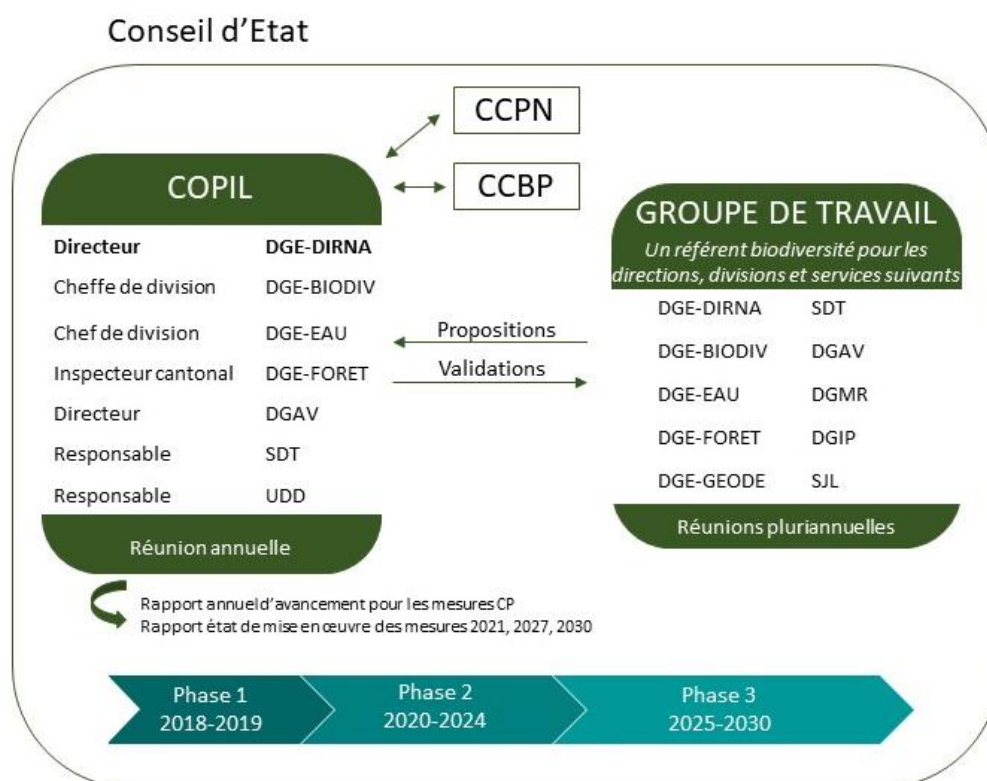 Conseil d’Etat
CCPN
CCBP
COPIL
Directeur DGE-DIRNA
Cheffe de division DGE-BIODIV
Chef de division DGE-EAU
Inspecteur cantonal DGE-FORET
Directeur DGAV
Responsable SDT
Responsable UDD
Réunion annuelle
Propositions
Validations
GROUPE DE TRAVAIL
Un référent biodiversité pour les
directions, divisions et services suivants
DGE-DIRNA SDT
DGE-BIODIV DGAV
DGE-EAU DGMR
DGE-FORET DGIP
DGE-GEODE SJL
Réunions pluriannuelles
Rapport annuel d’avancement pour les mesures CP
Rapport état de mise en œuvre des mesures 2021, 2027, 2030
Phase 1
2018-2019
Phase 2
2020-2024
Phase 3
2025-2030